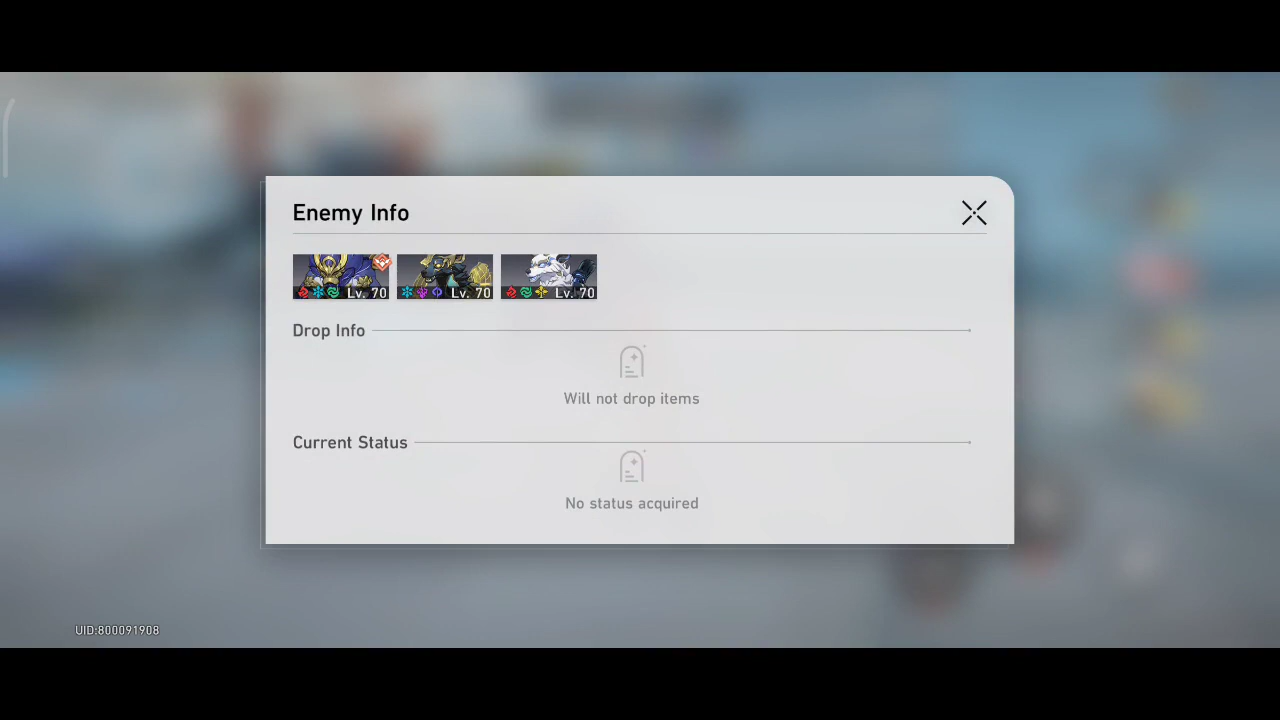 Enemy Info
Lv. 70
Lv. 70
Lv. 70
Drop Info
Will not drop items
Current Status
No status acquired
UID:800091908